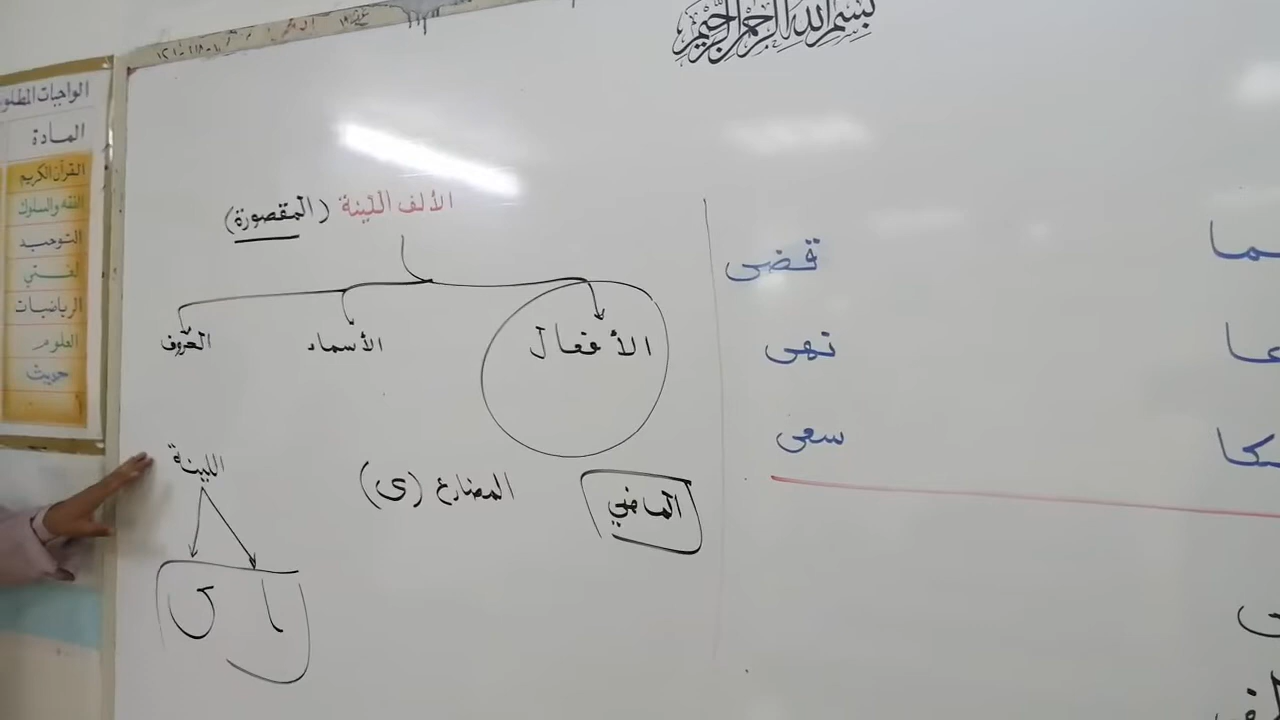 بسم الله الرحمن الرحيم
الألف اللينة (المقصورة)
الأفعال الأسماء الحروف
الماضي المضارع (ى)
اللينة
ا ى
قضى
نهى
سعى
الواجبات المطلو
المادة
القرآن الكريم
الفقه والسلوك
التوحيد
لغتي
الرياضيات
العلوم
حديث